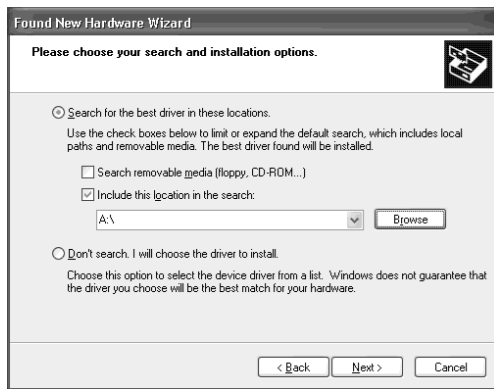 Found New Hardware Wizard
Please choose your search and installation options.
Search for the best driver in these locations.
Use the check boxes below to limit or expand the default search, which includes local
paths and removable media. The best driver found will be installed.
Search removable media (floppy, CD-ROM...)
Include this location in the search:
A:\
Browse
Don't search. I will choose the driver to install.
Choose this option to select the device driver from a list. Windows does not guarantee that
the driver you choose will be the best match for your hardware.
< Back Next > Cancel